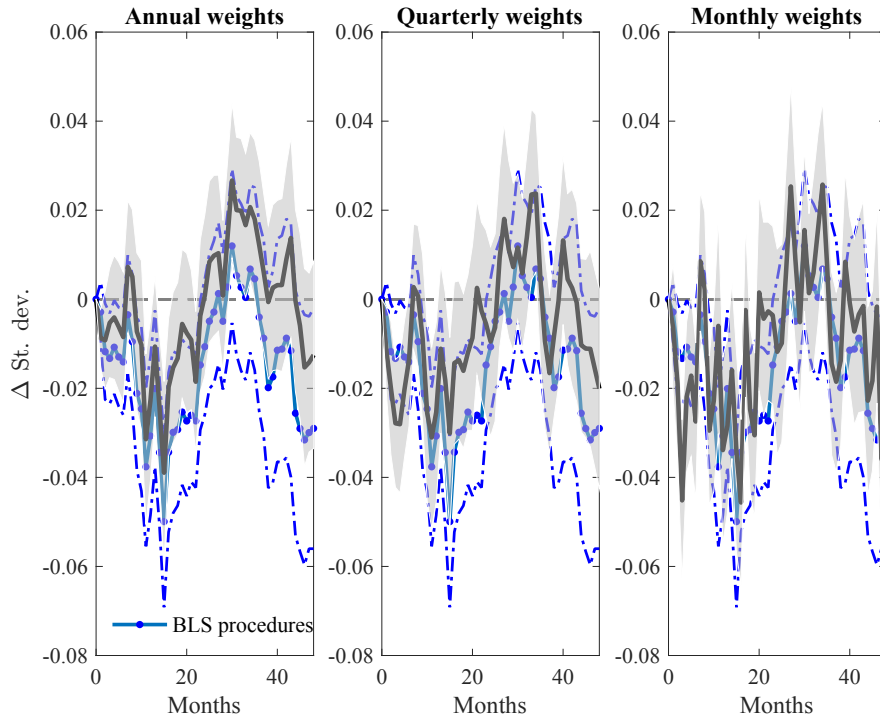 Annual weights Quarterly weights Monthly weights
0.06 0.06 0.06
0.04 0.04 0.04
0.02 0.02 0.02
0 0 0
-0.02 -0.02 -0.02
-0.04 -0.04 -0.04
-0.06 -0.06 -0.06
-0.08 -0.08 -0.08
Δ St. dev.
BLS procedures
0 20 40 0 20 40 0 20 40
Months Months Months